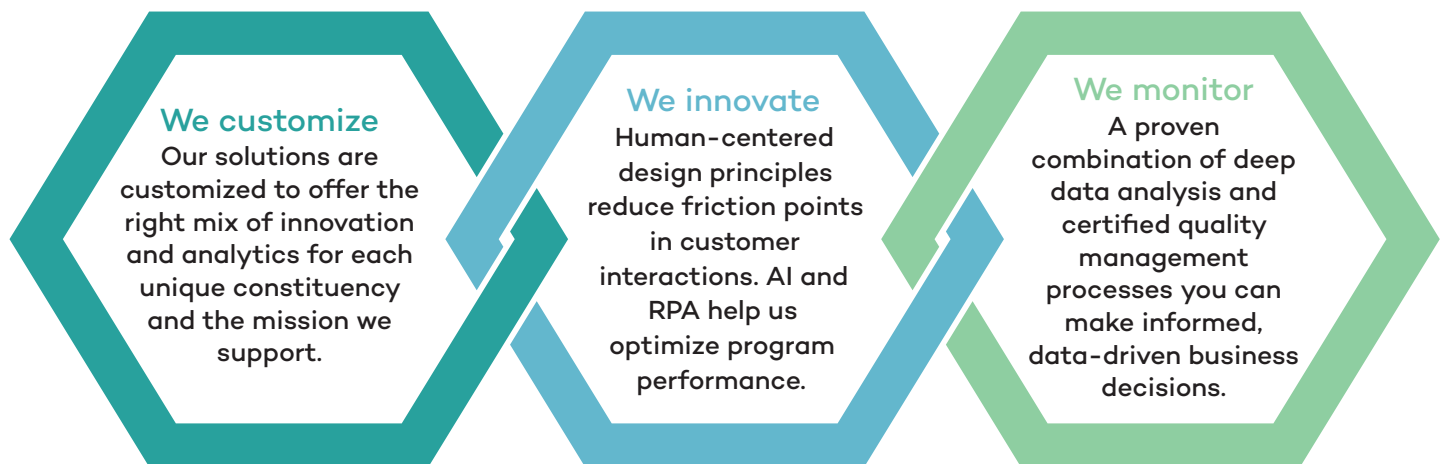 We customize
Our solutions are
customized to offer the
right mix of innovation
and analytics for each
unique constituency
and the mission we
support.
We innovate
Human-centered
design principles
reduce friction points
in customer
interactions. AI and
RPA help us
optimize program
performance.
We monitor
A proven
combination of deep
data analysis and
certified quality
management
processes you can
make informed,
data-driven business
decisions.